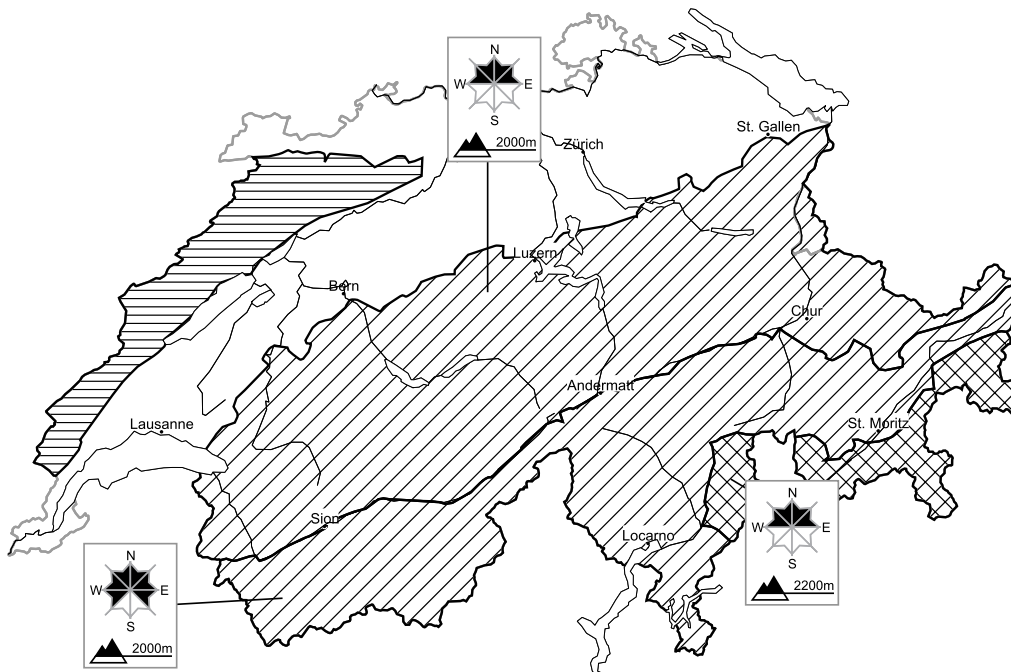 N
W E
S
2000m
St. Gallen
Zürich
Luzern
Bern
Chur
Andermatt
Lausanne
St. Moritz
N
W E
S
2200m
Sion
Locarno
N
W E
S
2000m